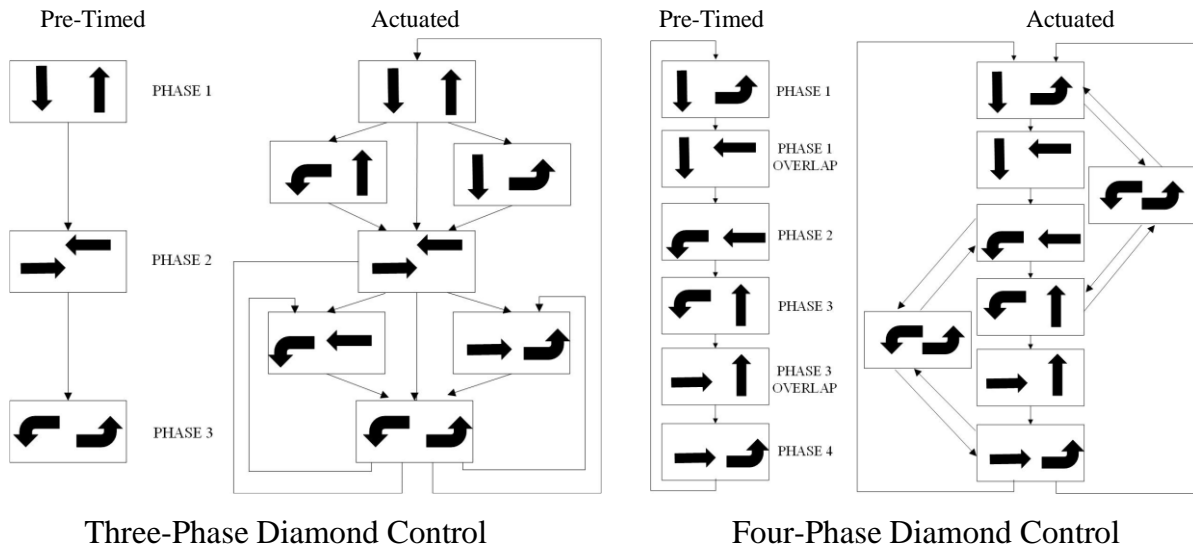 Pre-Timed
Actuated
PHASE 1
PHASE 2
PHASE 3
Three-Phase Diamond Control
Pre-Timed
Actuated
PHASE 1
PHASE 1
OVERLAP
PHASE 2
PHASE 3
PHASE 3
OVERLAP
PHASE 4
Four-Phase Diamond Control